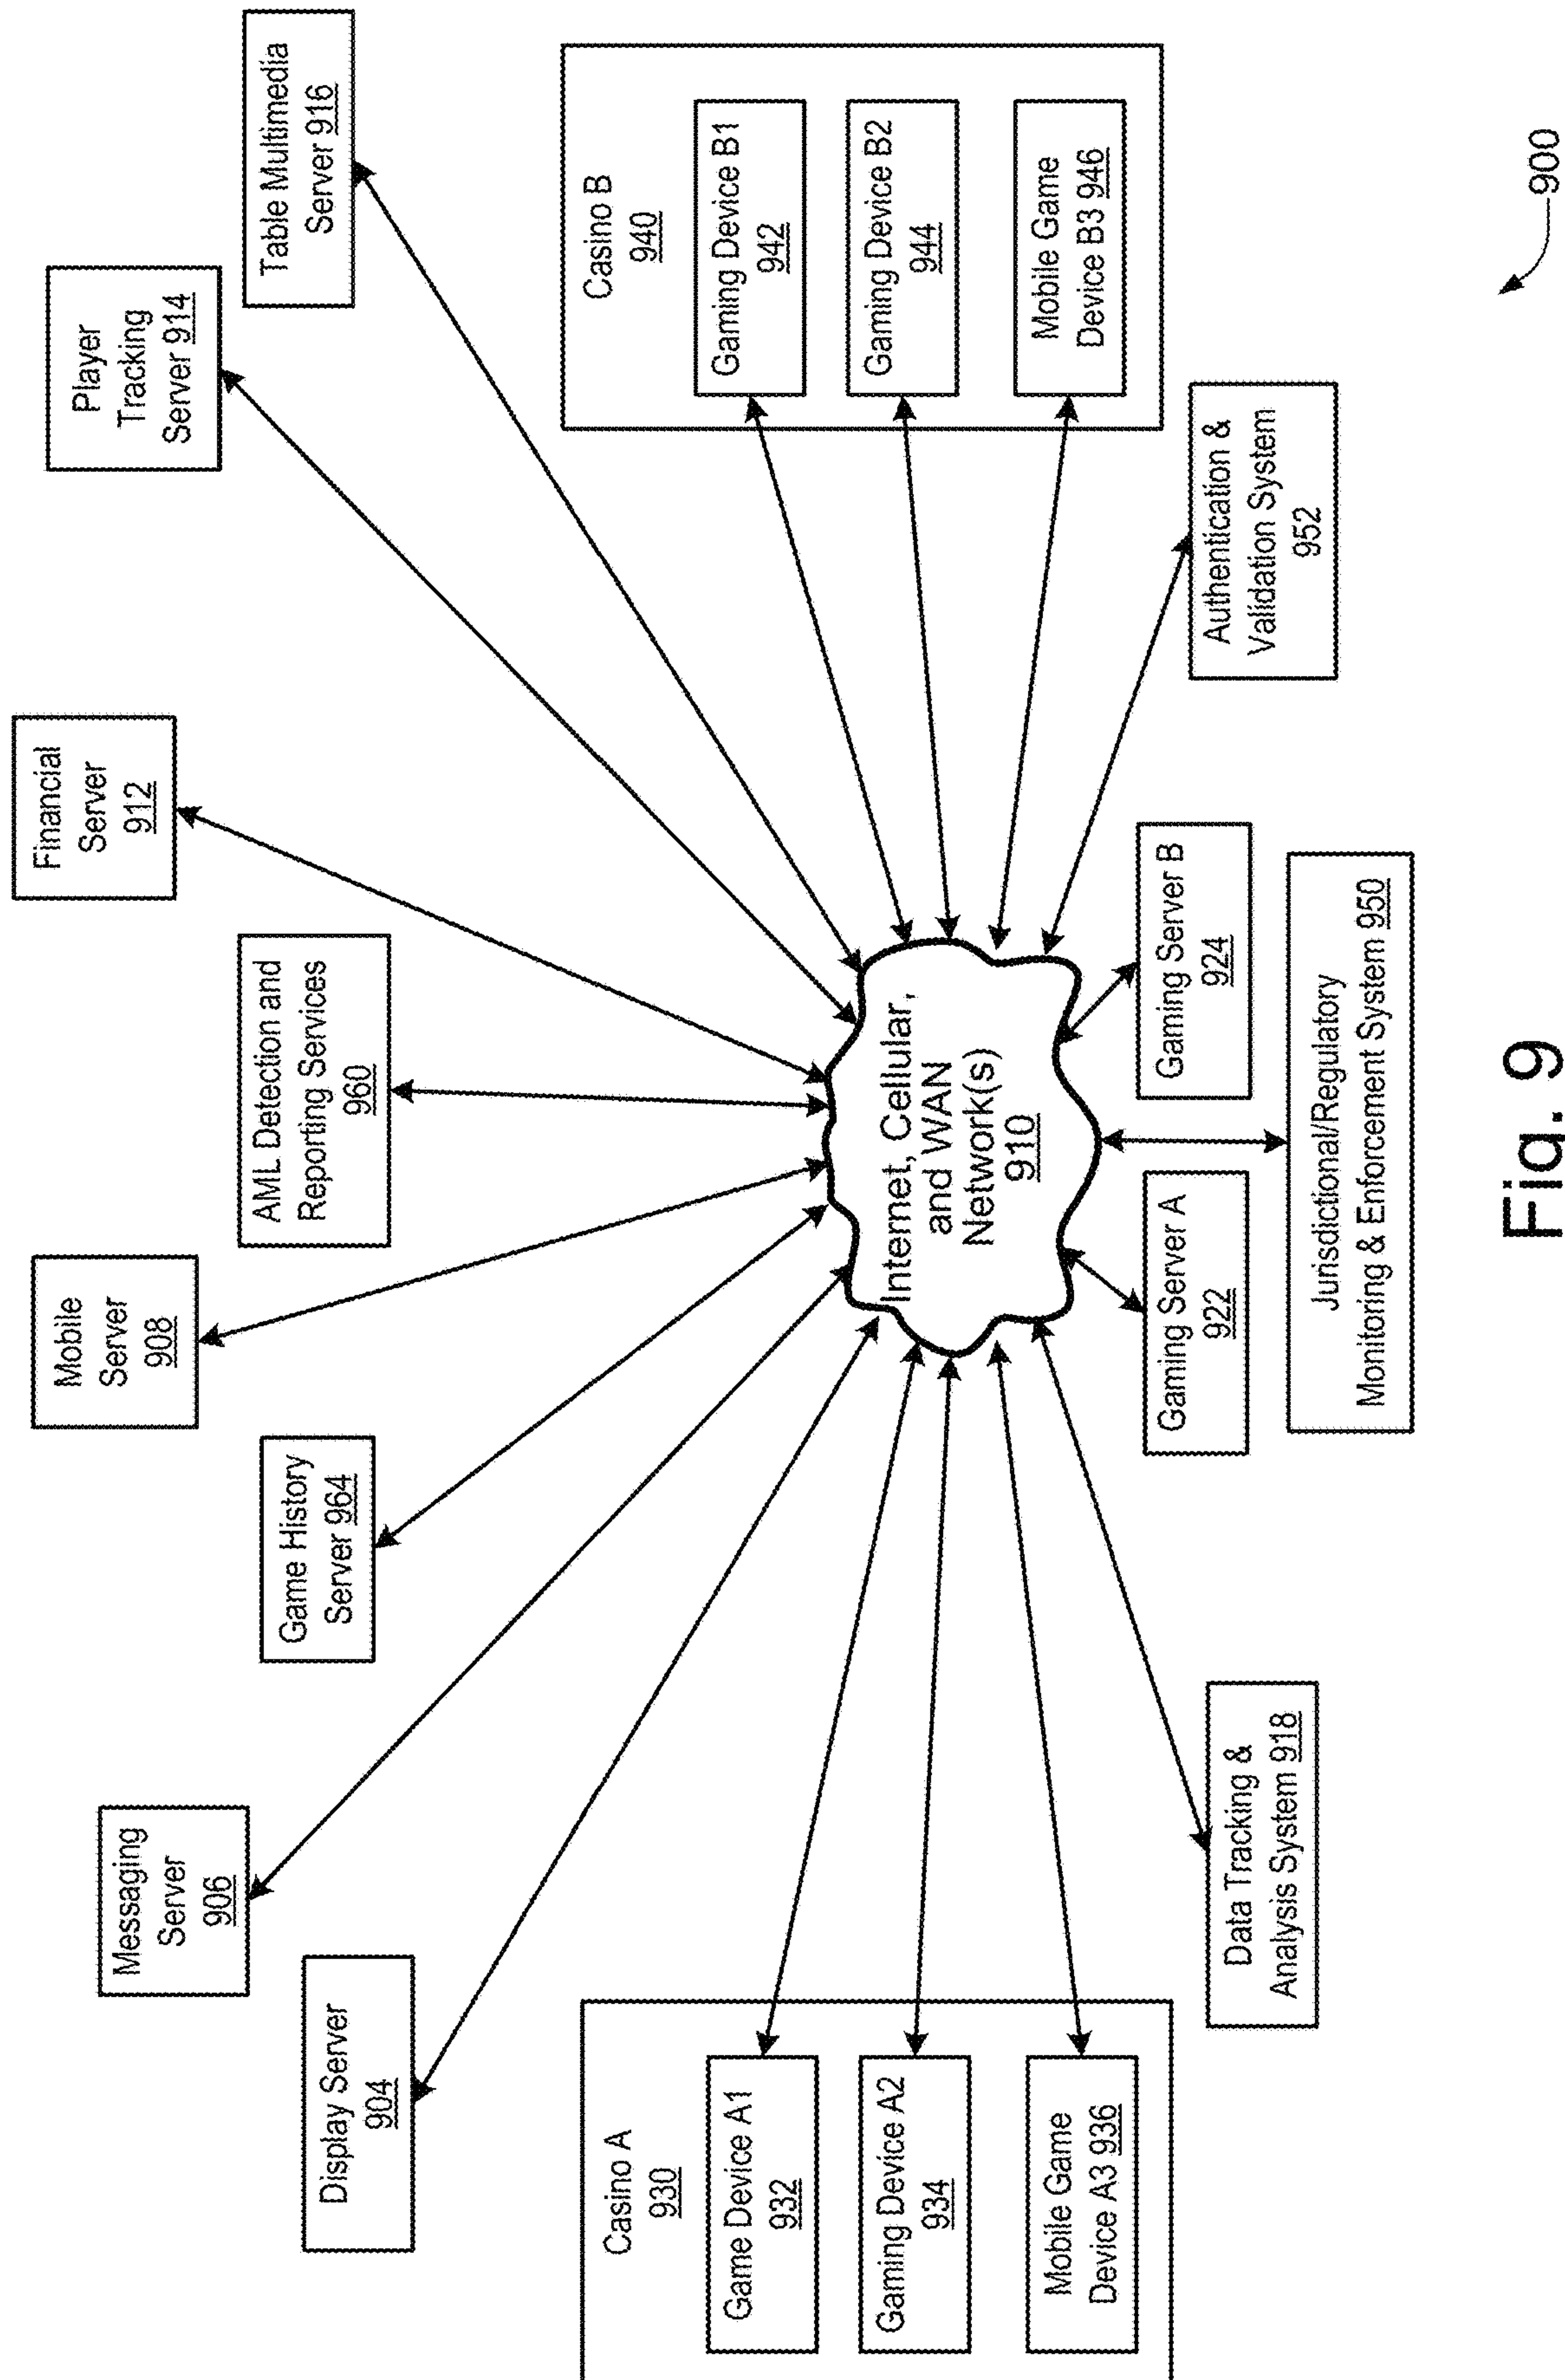 Messaging
Server
906
Mobile
Server
908
Financial
Server
912
Player
Tracking
Server 914
Display Server
904
Game History
Server 964
AML Detection and
Reporting Services
960
Table Multimedia
Server 916
Casino A
930
Game Device A1
932
Gaming Device A2
934
Mobile Game
Device A3 936
Internet, Cellular,
and WAN
Network(s)
910
Casino B
940
Gaming Device B1
942
Gaming Device B2
944
Mobile Game
Device B3 946
Data Tracking &
Analysis System 918
Gaming Server A
922
Gaming Server B
924
Authentication &
Validation System
952
Jurisdictional/Regulatory
Monitoring & Enforcement System 950
Fig. 9
900